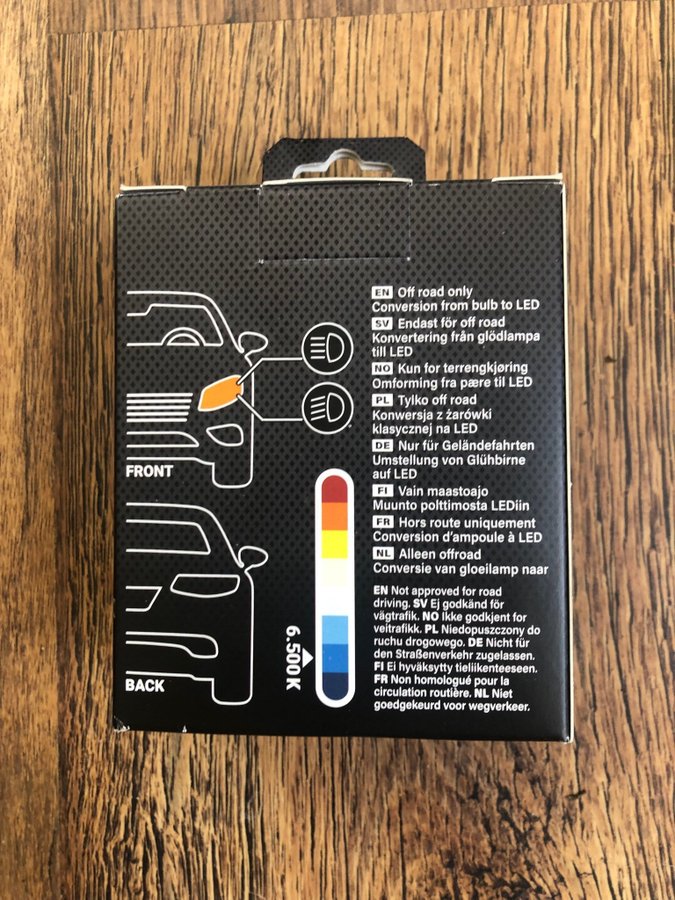 EN Off road only
Conversion from bulb to LED
SV Endast för off road
Konvertering från glödlampa
till LED
NO Kun for terrengkjøring
Omforming fra pære til LED
PL Tylko off road
Konwersja z żarówki
klasycznej na LED
DE Nur für Geländefahrten
Umstellung von Glühbirne
auf LED
FI Vain maastoajo
Muunto polttimosta LEDiin
FR Hors route uniquement
Conversion d'ampoule à LED
NL Alleen offroad
Conversie van gloeilamp naar
EN Not approved for road
driving. SV Ej godkänd för
vägtrafik. NO Ikke godkjent for
veitrafikk. PL Niedopuszczony do
ruchu drogowego. DE Nicht für
den Straßenverkehr zugelassen.
FI Ei hyväksytty tieliikenteeseen.
FR Non homologué pour la
circulation routière. NL Niet
goedgekeurd voor wegverkeer.
FRONT
BACK
6.500K